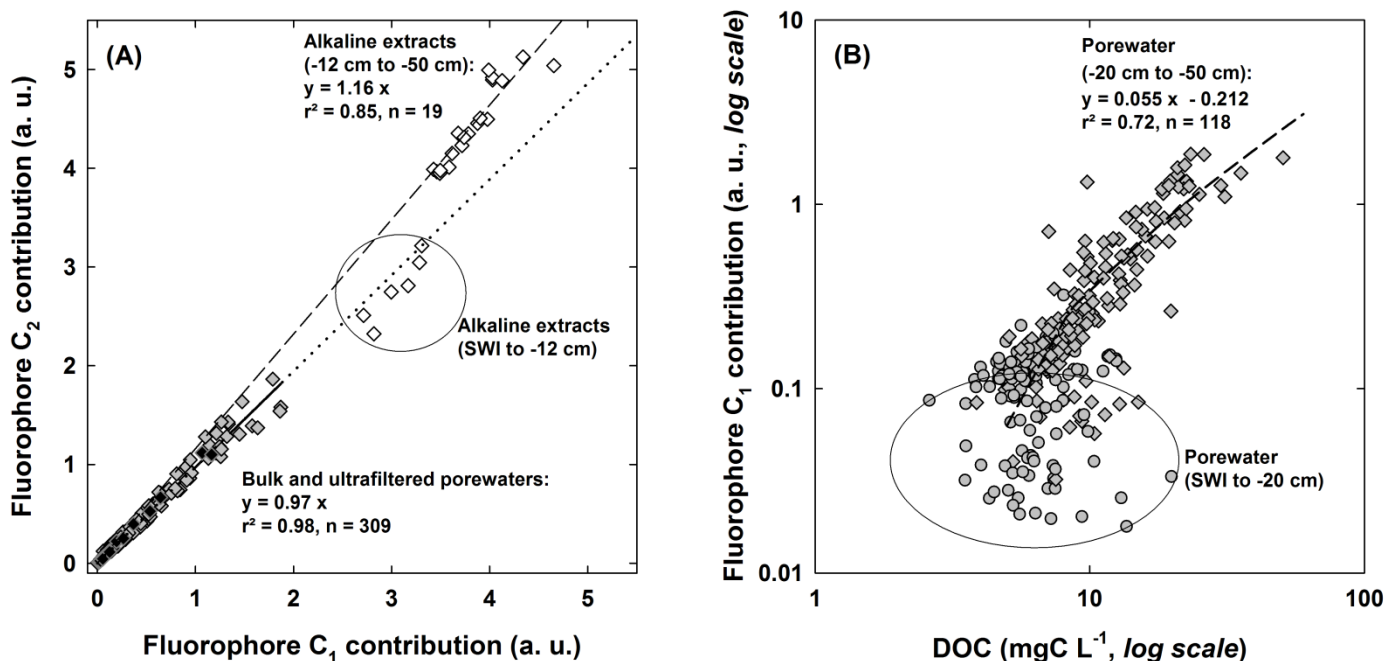 (A)
Alkaline extracts
(-12 cm to -50 cm):
y = 1.16 x
r² = 0.85, n = 19
Alkaline extracts
(SWI to -12 cm)
Bulk and ultrafiltered porewaters:
y = 0.97 x
r² = 0.98, n = 309
Fluorophore C₂ contribution (a. u.)
5
4
3
2
1
0
0 1 2 3 4 5
Fluorophore C₁ contribution (a. u.)
(B)
Porewater
(-20 cm to -50 cm):
y = 0.055 x - 0.212
r² = 0.72, n = 118
Porewater
(SWI to -20 cm)
Fluorophore C₁ contribution (a. u., log scale)
10
1
0.1
0.01
1 10 100
DOC (mgC L⁻¹, log scale)